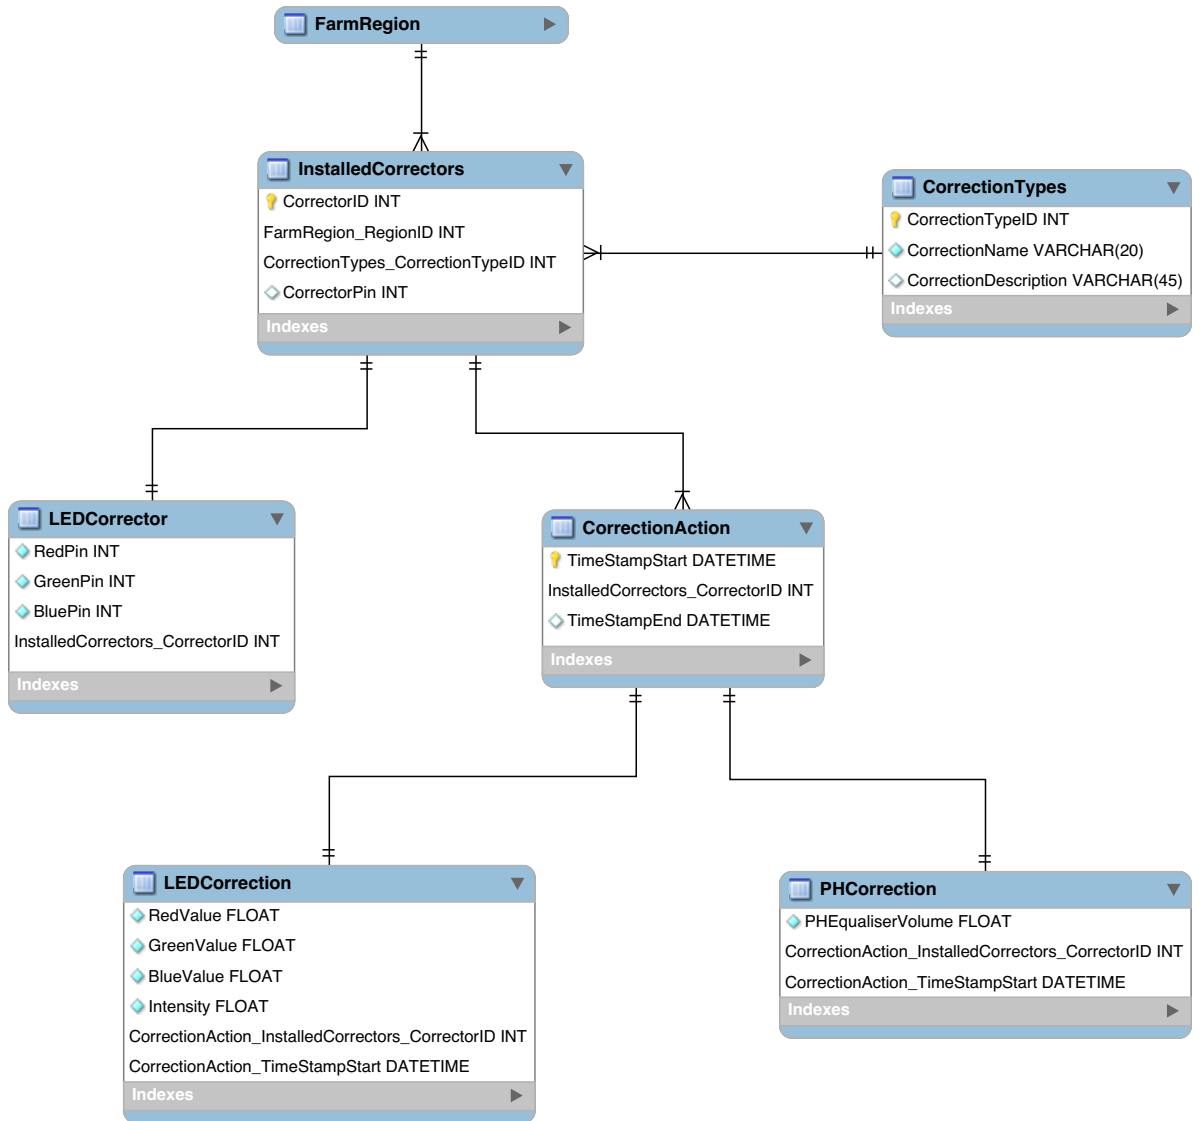 FarmRegion
InstalledCorrectors
CorrectorID INT
FarmRegion_RegionID INT
CorrectionTypes_CorrectionTypeID INT
CorrectorPin INT
Indexes
CorrectionTypes
CorrectionTypeID INT
CorrectionName VARCHAR(20)
CorrectionDescription VARCHAR(45)
Indexes
LEDCorrector
RedPin INT
GreenPin INT
BluePin INT
InstalledCorrectors_CorrectorID INT
Indexes
CorrectionAction
TimeStampStart DATETIME
InstalledCorrectors_CorrectorID INT
TimeStampEnd DATETIME
Indexes
LEDCorrection
RedValue FLOAT
GreenValue FLOAT
BlueValue FLOAT
Intensity FLOAT
CorrectionAction_InstalledCorrectors_CorrectorID INT
CorrectionAction_TimeStampStart DATETIME
Indexes
PHCorrection
PHEqualiserVolume FLOAT
CorrectionAction_InstalledCorrectors_CorrectorID INT
CorrectionAction_TimeStampStart DATETIME
Indexes